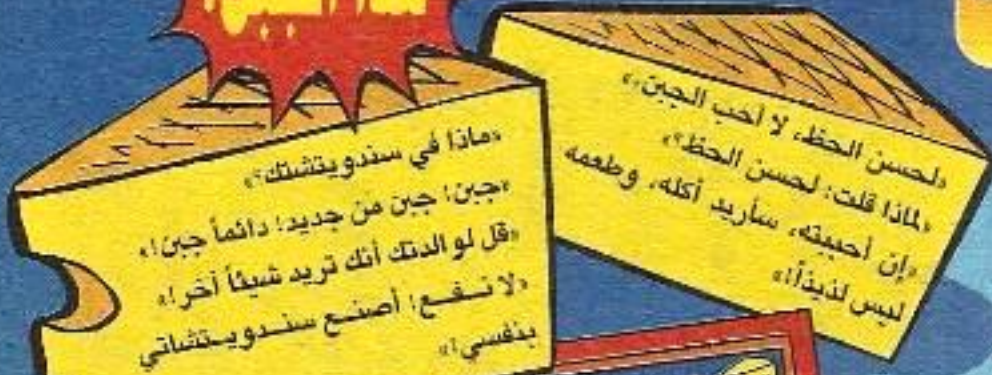 «لحسن الحظ، لا أحب الجبن.»
«لماذا قلت: لحسن الحظ؟»
«إن أحببته، سأريد أكله، وطعمه
ليس لذيذاً!»
«ماذا في سندويتشتك؟»
«جبن! جبن من جديد! دائماً جبن!»
«قل لوالدتك أنك تريد شيئاً آخر!»
«لا نفع! أصنع سندويتشاتي
بنفسي!»